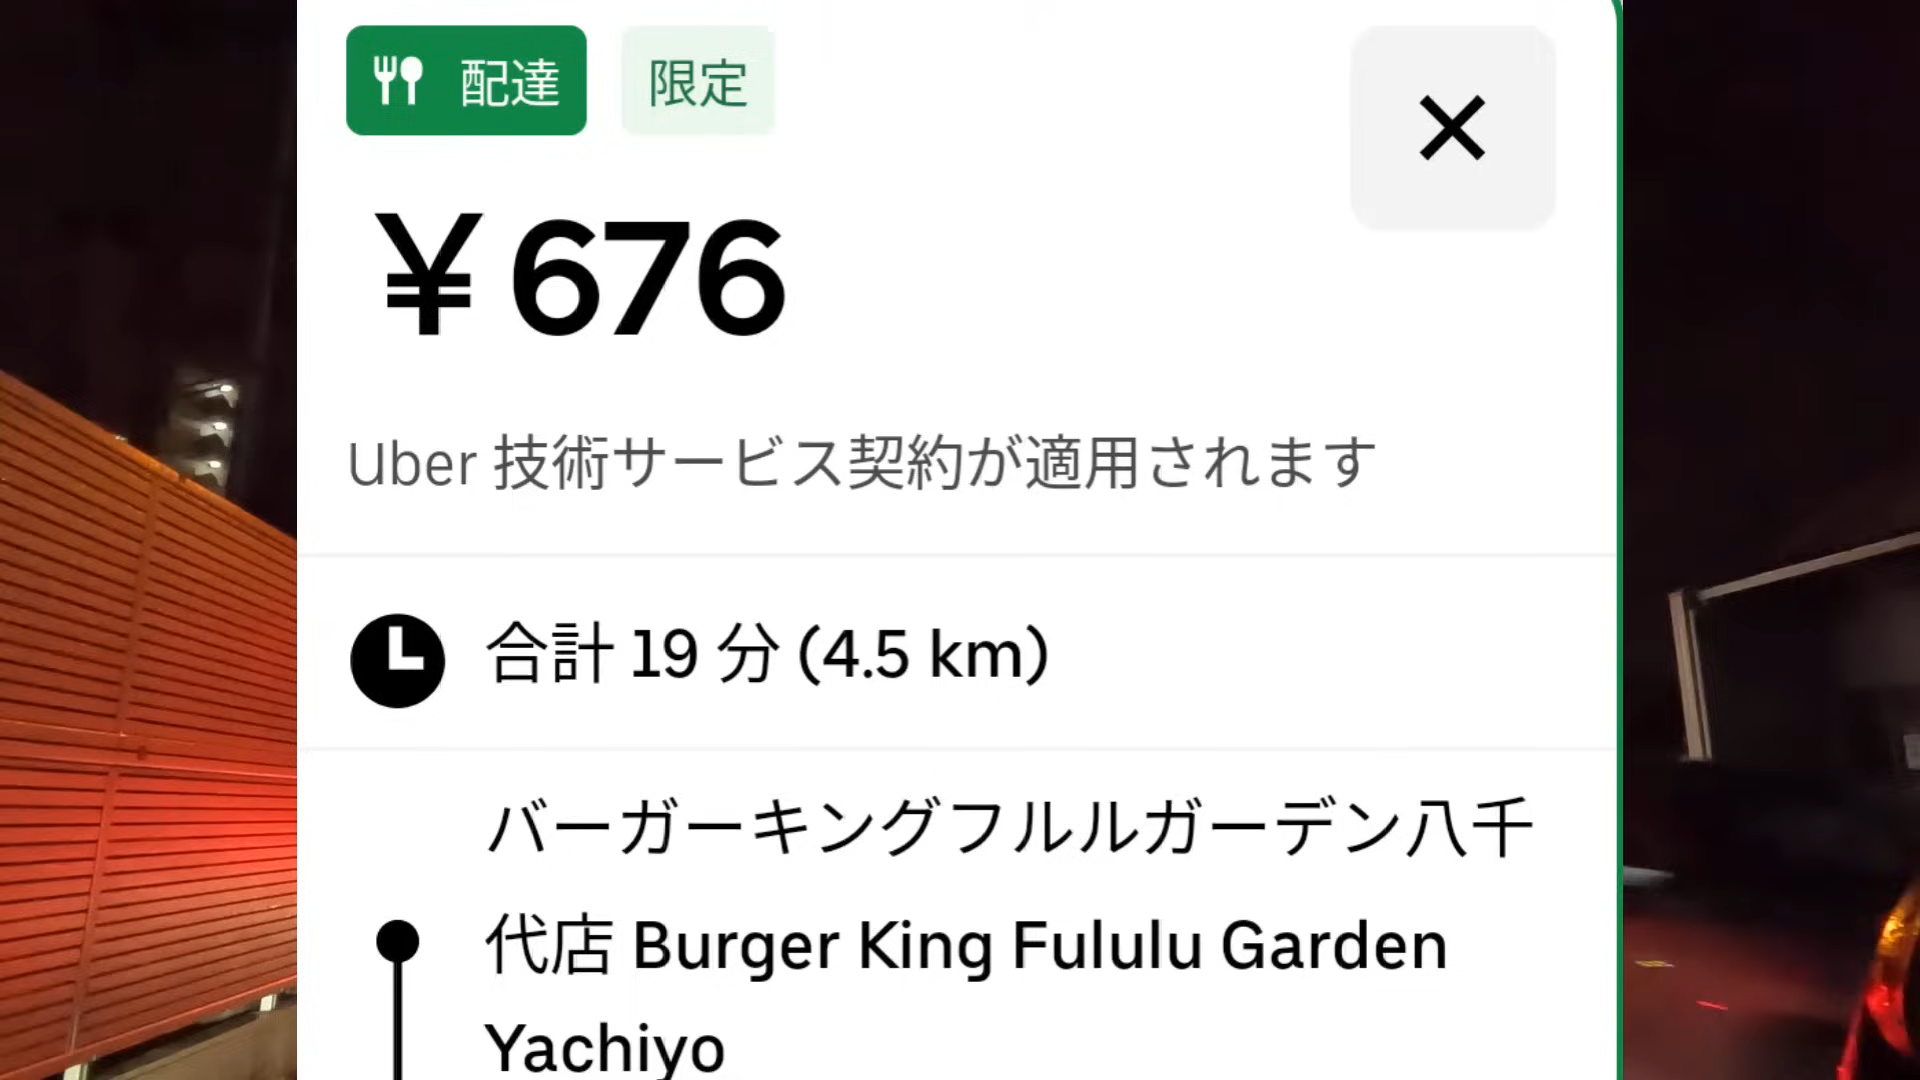 配達 限定
￥676
Uber 技術サービス契約が適用されます
合計 19 分 (4.5 km)
バーガーキングフルルガーデン八千
代店 Burger King Fululu Garden
Yachiyo